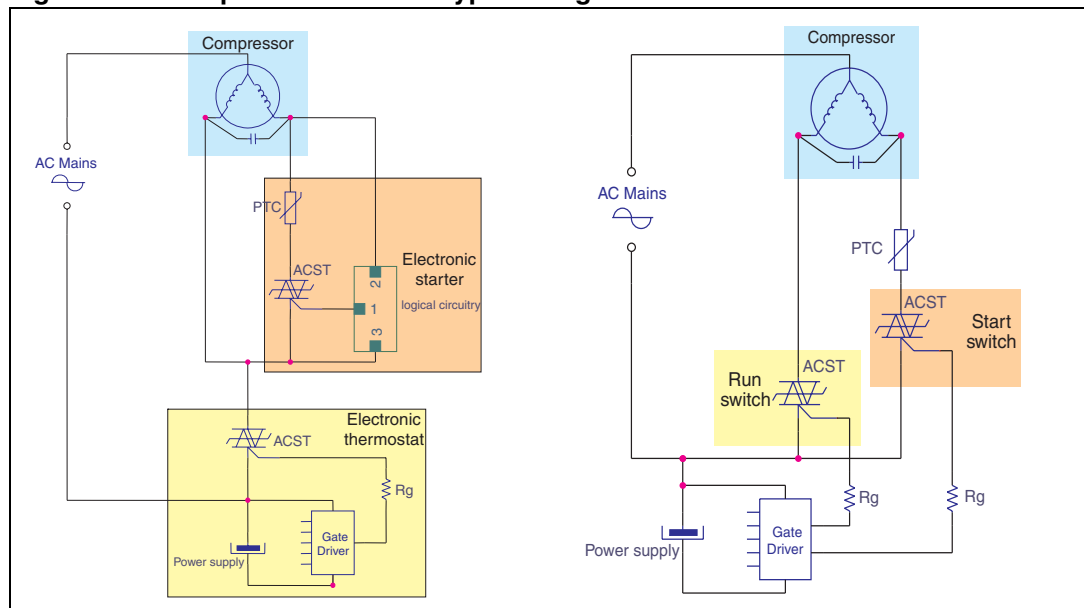 Compressor
AC Mains
PTC
ACST
Electronic
starter
logical circuitry
2
1
3
Electronic
thermostat
ACST
Rg
Gate
Driver
Power supply
Compressor
AC Mains
PTC
ACST
Start
switch
ACST
Run
switch
Rg
Rg
Gate
Driver
Power supply